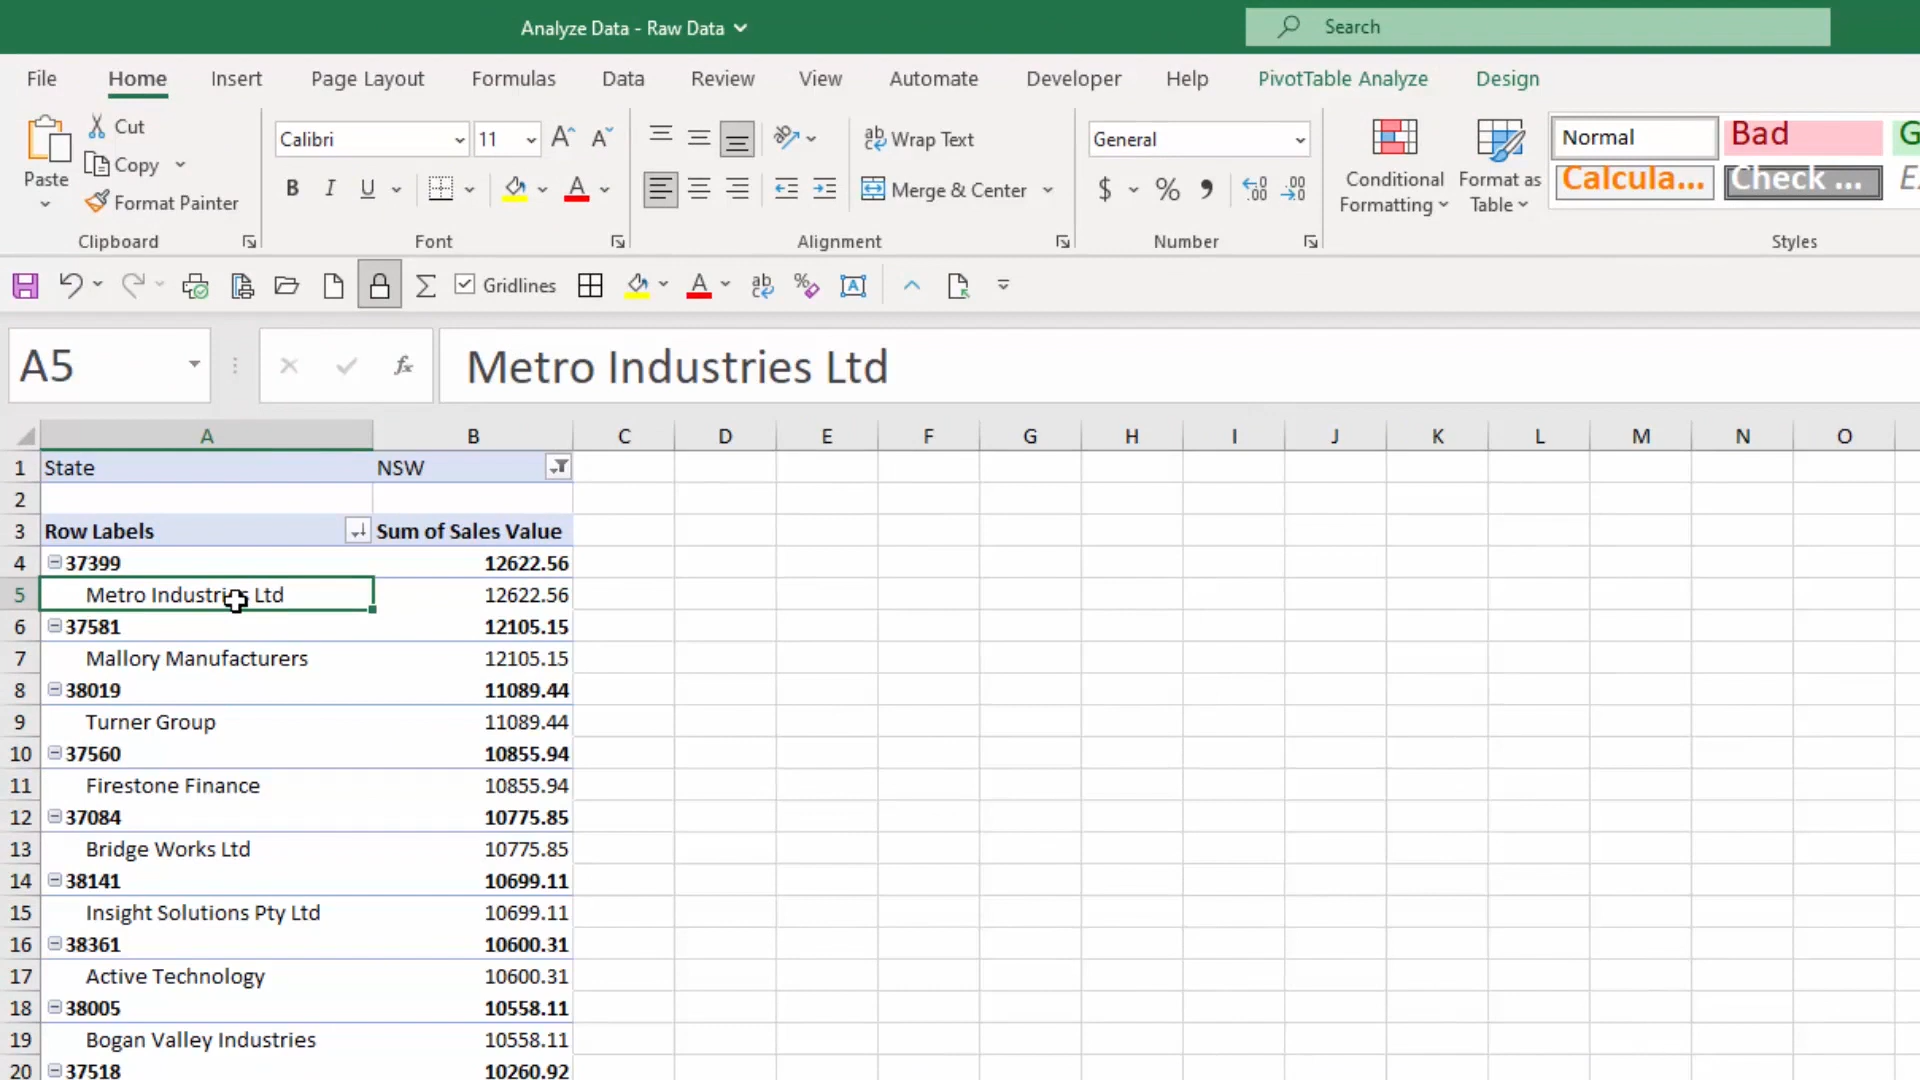 Analyze Data - Raw Data
Search
File Home Insert Page Layout Formulas Data Review View Automate Developer Help PivotTable Analyze Design
Paste
Cut
Copy
Format Painter
Clipboard
Calibri 11
B I U A
Font
ab Wrap Text
Merge & Center
Alignment
General
$ % 9
Number
Conditional Formatting
Format as Table
Normal Bad G
Calcula... Check ... E
Styles
Gridlines
A5 fx Metro Industries Ltd
A B C D E F G H I J K L M N O
1 State NSW
2
3 Row Labels Sum of Sales Value
4 37399 12622.56
5 Metro Industries Ltd 12622.56
6 37581 12105.15
7 Mallory Manufacturers 12105.15
8 38019 11089.44
9 Turner Group 11089.44
10 37560 10855.94
11 Firestone Finance 10855.94
12 37084 10775.85
13 Bridge Works Ltd 10775.85
14 38141 10699.11
15 Insight Solutions Pty Ltd 10699.11
16 38361 10600.31
17 Active Technology 10600.31
18 38005 10558.11
19 Bogan Valley Industries 10558.11
20 37518 10260.92